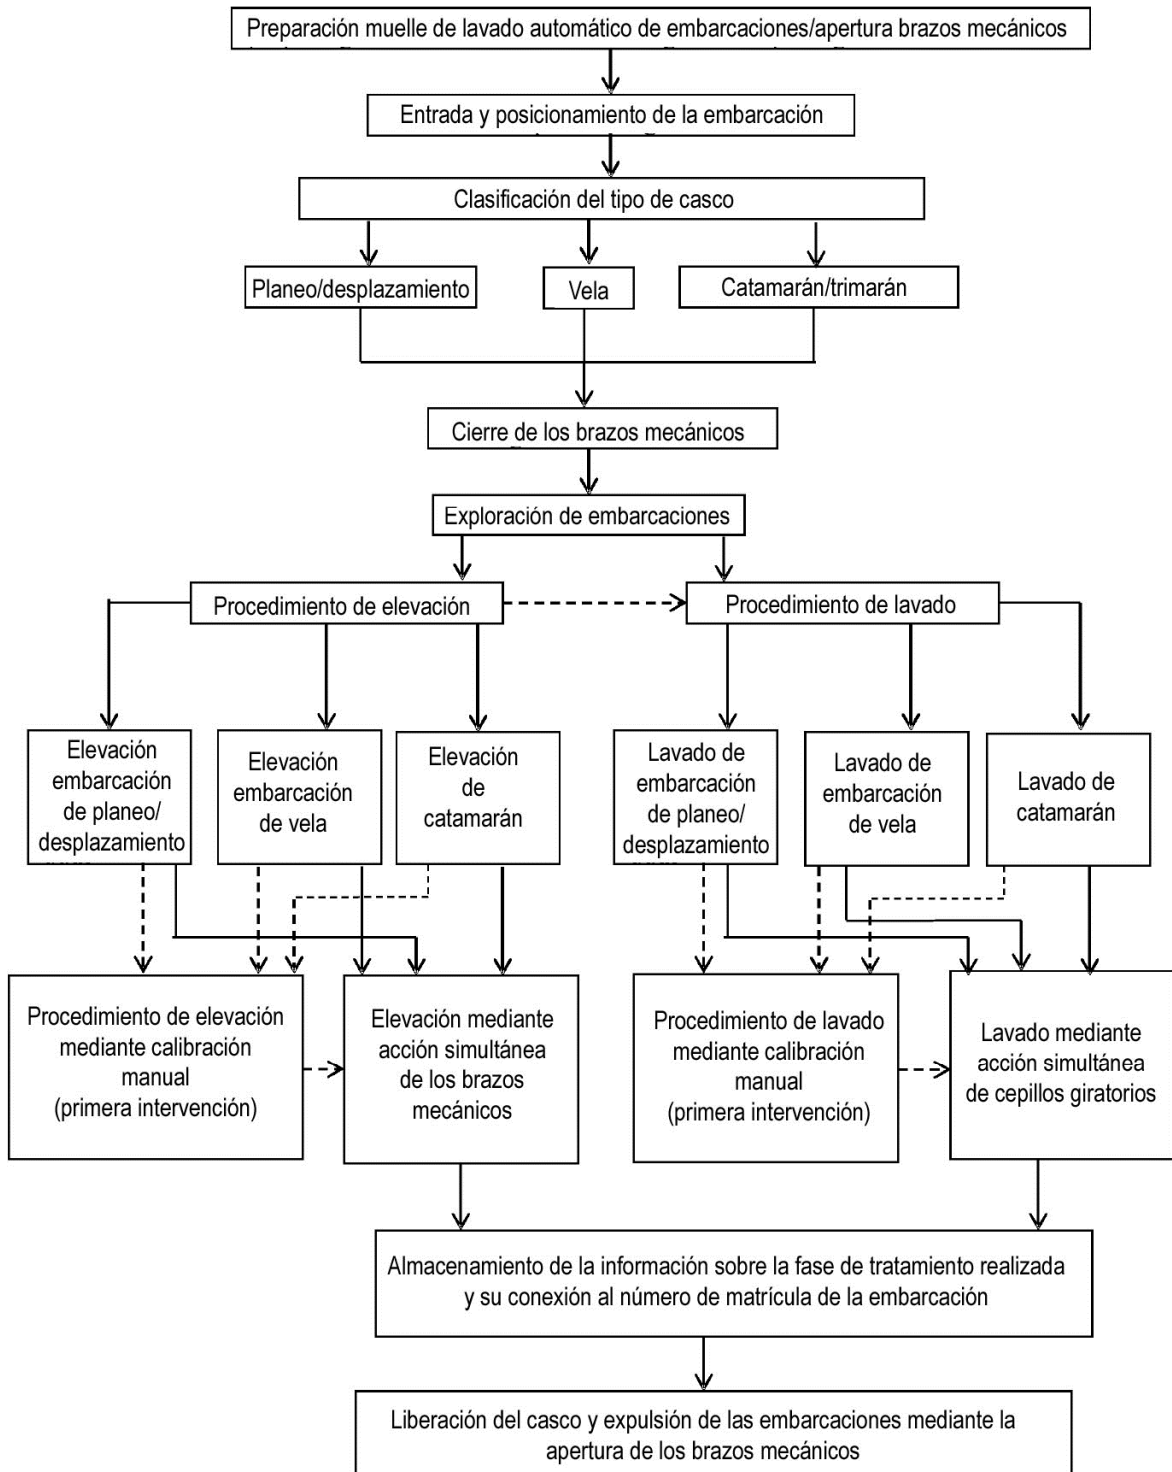 Preparación muelle de lavado automático de embarcaciones/apertura brazos mecánicos
Entrada y posicionamiento de la embarcación
Clasificación del tipo de casco
Planeo/desplazamiento
Vela
Catamarán/trimarán
Cierre de los brazos mecánicos
Exploración de embarcaciones
Procedimiento de elevación
Procedimiento de lavado
Elevación
embarcación
de planeo/
desplazamiento
Elevación
embarcación
de vela
Elevación
de
catamarán
Lavado de
embarcación
de planeo/
desplazamiento
Lavado de
embarcación
de vela
Lavado de
catamarán
Procedimiento de elevación
mediante calibración
manual
(primera intervención)
Elevación mediante
acción simultánea
de los brazos
mecánicos
Procedimiento de lavado
mediante calibración
manual
(primera intervención)
Lavado mediante
acción simultánea
de cepillos giratorios
Almacenamiento de la información sobre la fase de tratamiento realizada
y su conexión al número de matrícula de la embarcación
Liberación del casco y expulsión de las embarcaciones mediante la
apertura de los brazos mecánicos